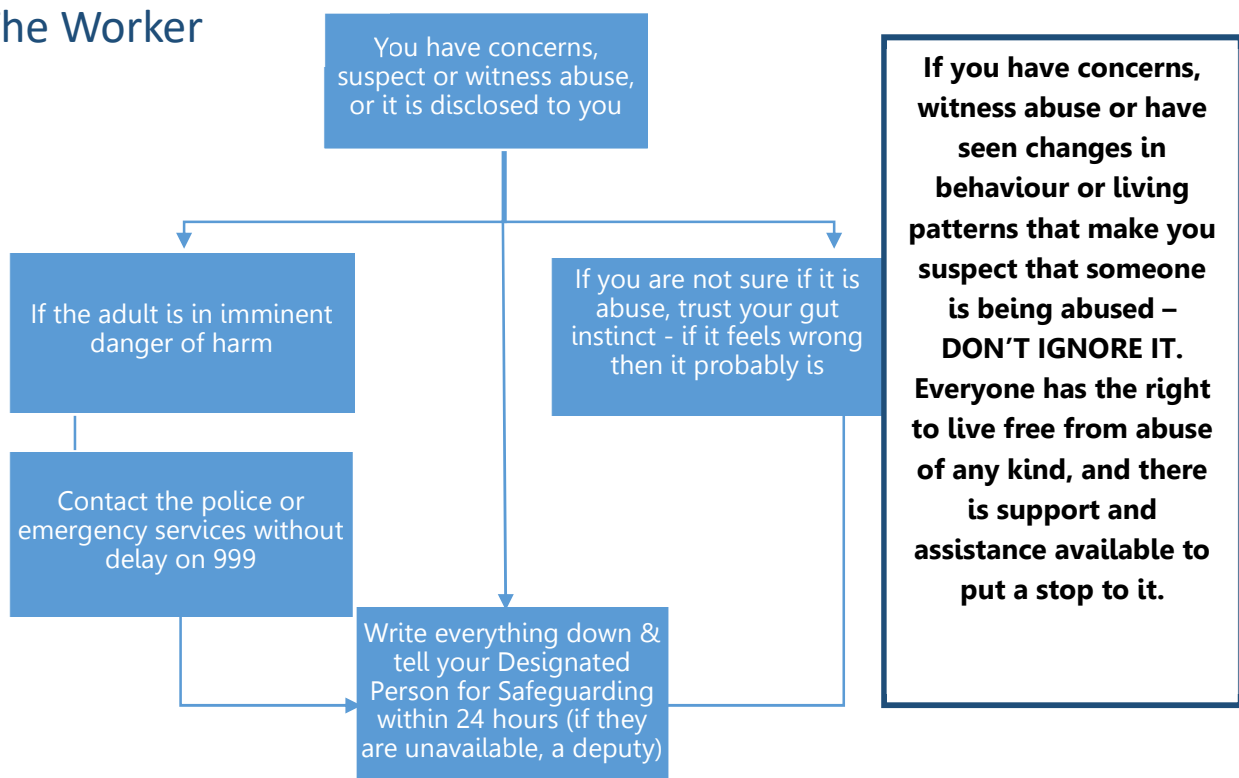 he Worker
You have concerns,
suspect or witness abuse,
or it is disclosed to you
If the adult is in imminent
danger of harm
If you are not sure if it is
abuse, trust your gut
instinct - if it feels wrong
then it probably is
Contact the police or
emergency services without
delay on 999
Write everything down &
tell your Designated
Person for Safeguarding
within 24 hours (if they
are unavailable, a deputy)
If you have concerns,
witness abuse or have
seen changes in
behaviour or living
patterns that make you
suspect that someone
is being abused –
DON’T IGNORE IT.
Everyone has the right
to live free from abuse
of any kind, and there
is support and
assistance available to
put a stop to it.